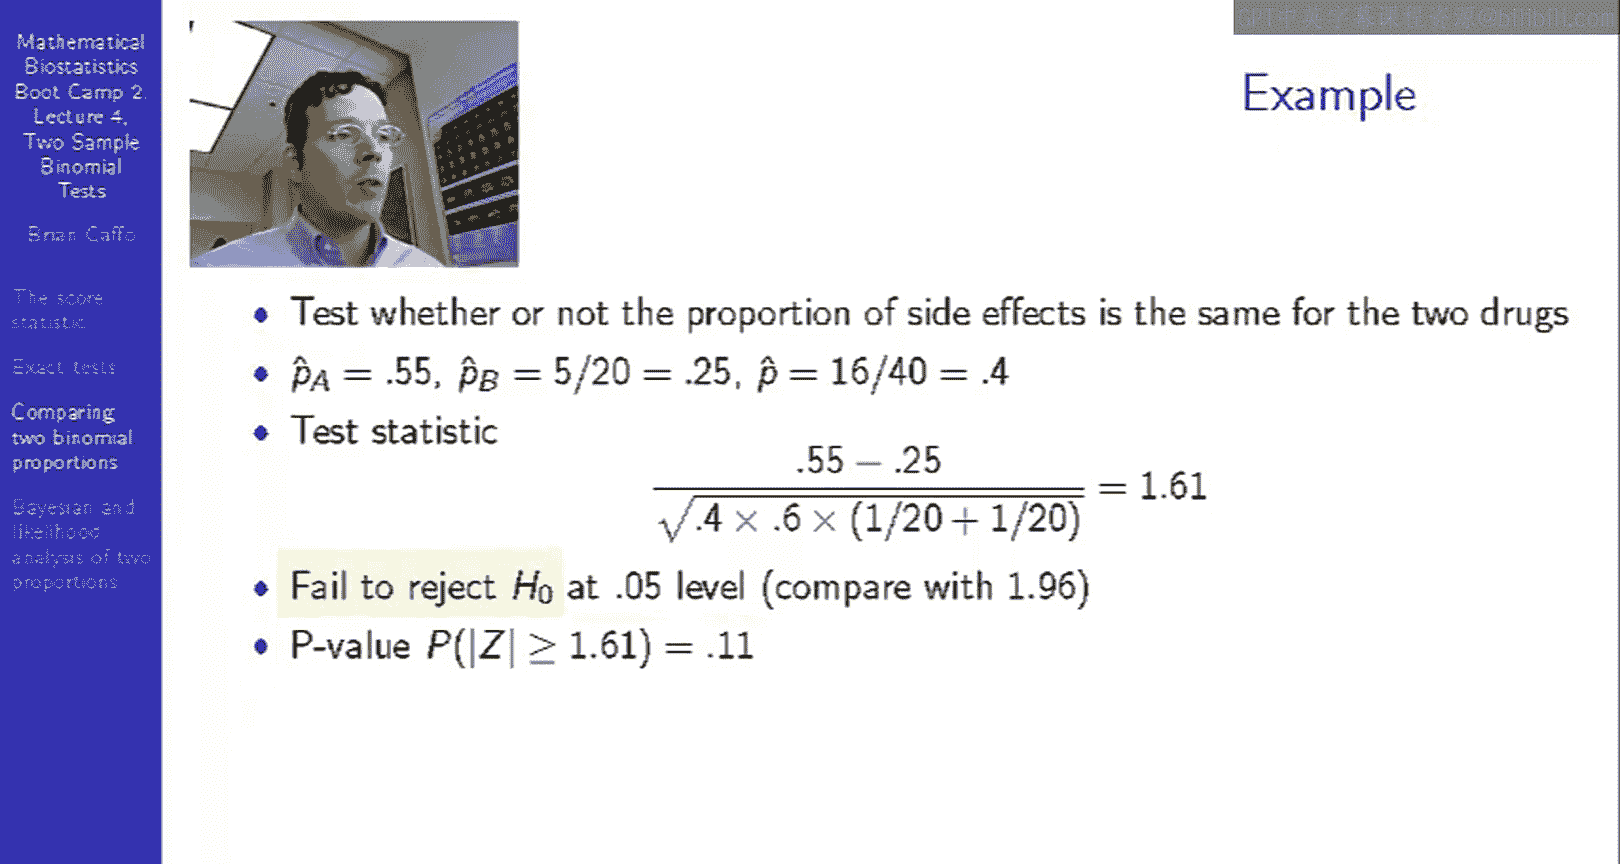 Mathematical
Biostatistics
Boot Camp 2,
Lecture 4,
Two Sample
Binomial
Tests
Brian Caffo
The score
statistic
Exact tests
Comparing
two binomial
proportions
Bayesian and
likelihood
analysis of two
proportions
@bilibili.com
Example
• Test whether or not the proportion of side effects is the same for the two drugs
• p̂_A = .55, p̂_B = 5/20 = .25, p̂ = 16/40 = .4
• Test statistic
.55 − .25
√.4 × .6 × (1/20 + 1/20)
= 1.61
• Fail to reject H₀ at .05 level (compare with 1.96)
• P-value P(|Z| ≥ 1.61) = .11